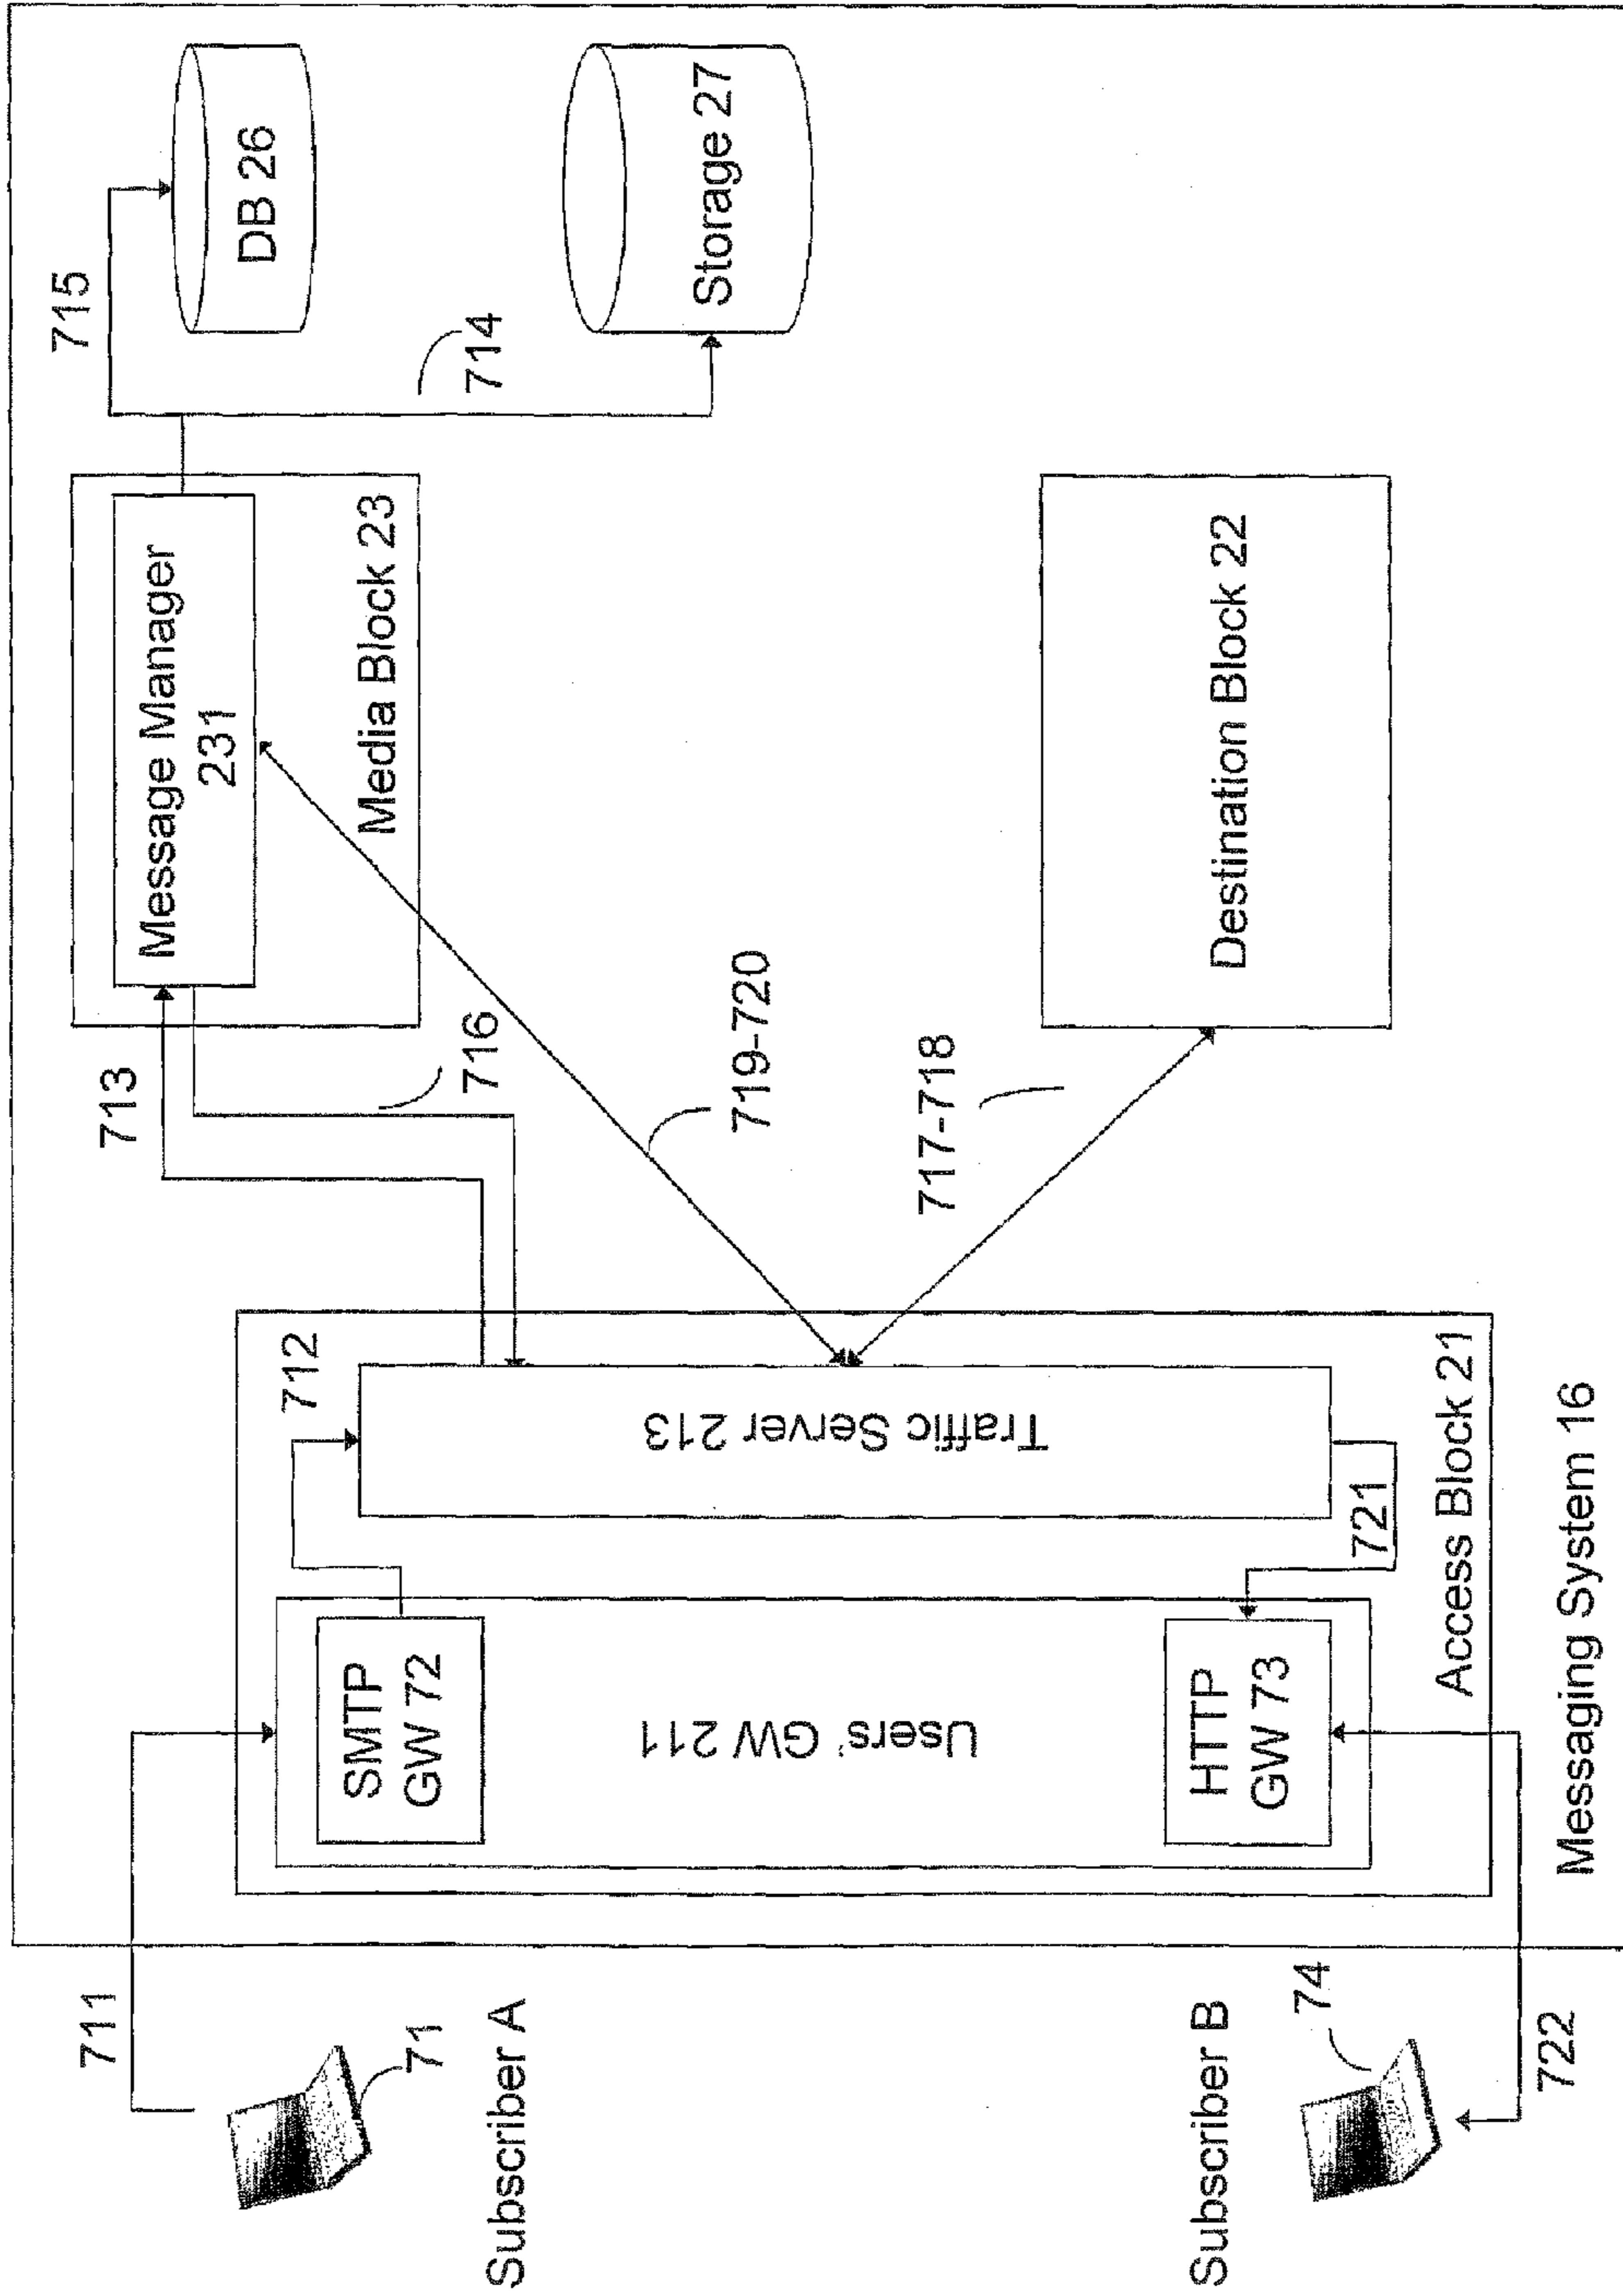 711
71
Subscriber A
Subscriber B
74
722
SMTP
GW 72
Users' GW 211
HTTP
GW 73
712
Traffic Server 213
721
Access Block 21
Messaging System 16
713
716
719-720
717-718
Message Manager
231
Media Block 23
Destination Block 22
715
714
DB 26
Storage 27